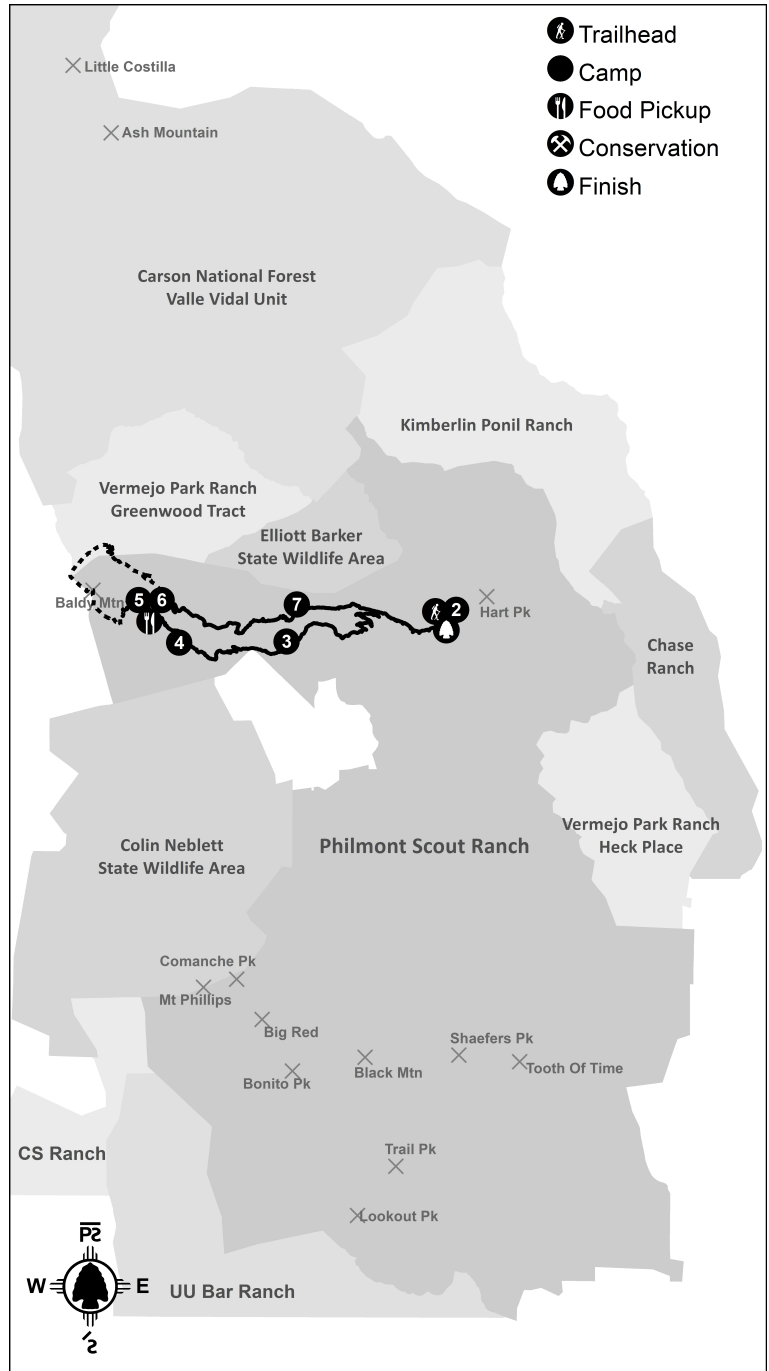 Trailhead
Camp
Food Pickup
Conservation
Finish
Little Costilla
Ash Mountain
Carson National Forest
Valle Vidal Unit
Kimberlin Ponil Ranch
Vermejo Park Ranch
Greenwood Tract
Elliott Barker
State Wildlife Area
Baldy Mtn
5
6
7
2
Hart Pk
4
3
Chase
Ranch
Vermejo Park Ranch
Heck Place
Colin Neblett
State Wildlife Area
Philmont Scout Ranch
Comanche Pk
Mt Phillips
Big Red
Bonito Pk
Black Mtn
Shaefers Pk
Tooth Of Time
Trail Pk
Lookout Pk
CS Ranch
W
E
UU Bar Ranch